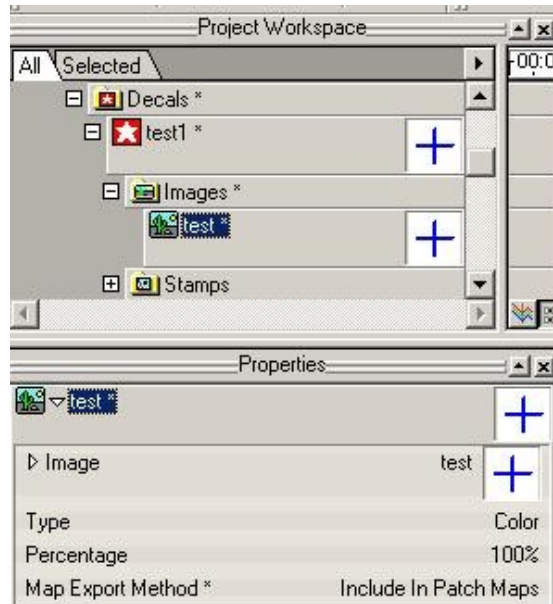 Project Workspace
All Selected
00:0
Decals *
test1 *
Images *
test *
Stamps
Properties
test *
Image test
Type Color
Percentage 100%
Map Export Method * Include In Patch Maps